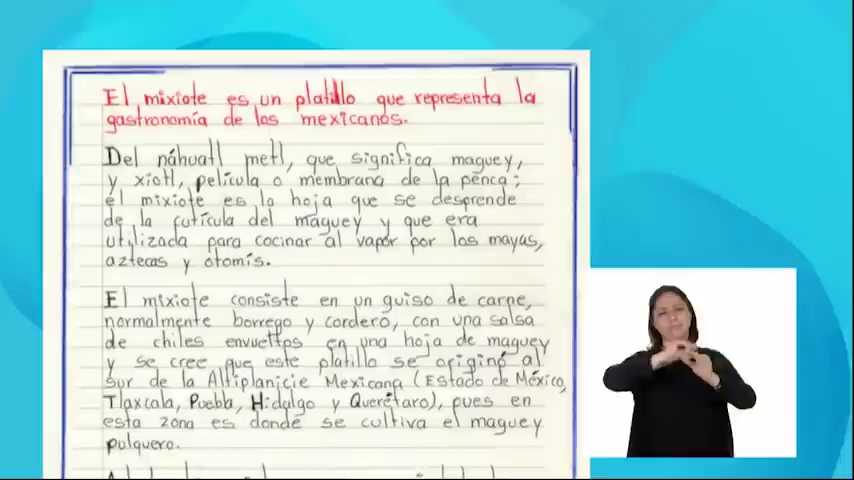 El mixiote es un platillo que representa la
gastronomía de los mexicanos.
Del náhuatl metl, que significa maguey,
y xiotl, película o membrana de la penca;
el mixiote es la hoja que se desprende
de la cutícula del maguey y que era
utilizada para cocinar al vapor por los mayas,
aztecas y otomís.
El mixiote consiste en un guiso de carne,
normalmente borrego y cordero, con una salsa
de chiles envueltos en una hoja de maguey
y se cree que este platillo se originó al
sur de la Altiplanicie Mexicana (Estado de México,
Tlaxcala, Puebla, Hidalgo y Querétaro), pues en
esta zona es donde se cultiva el maguey
pulquero.